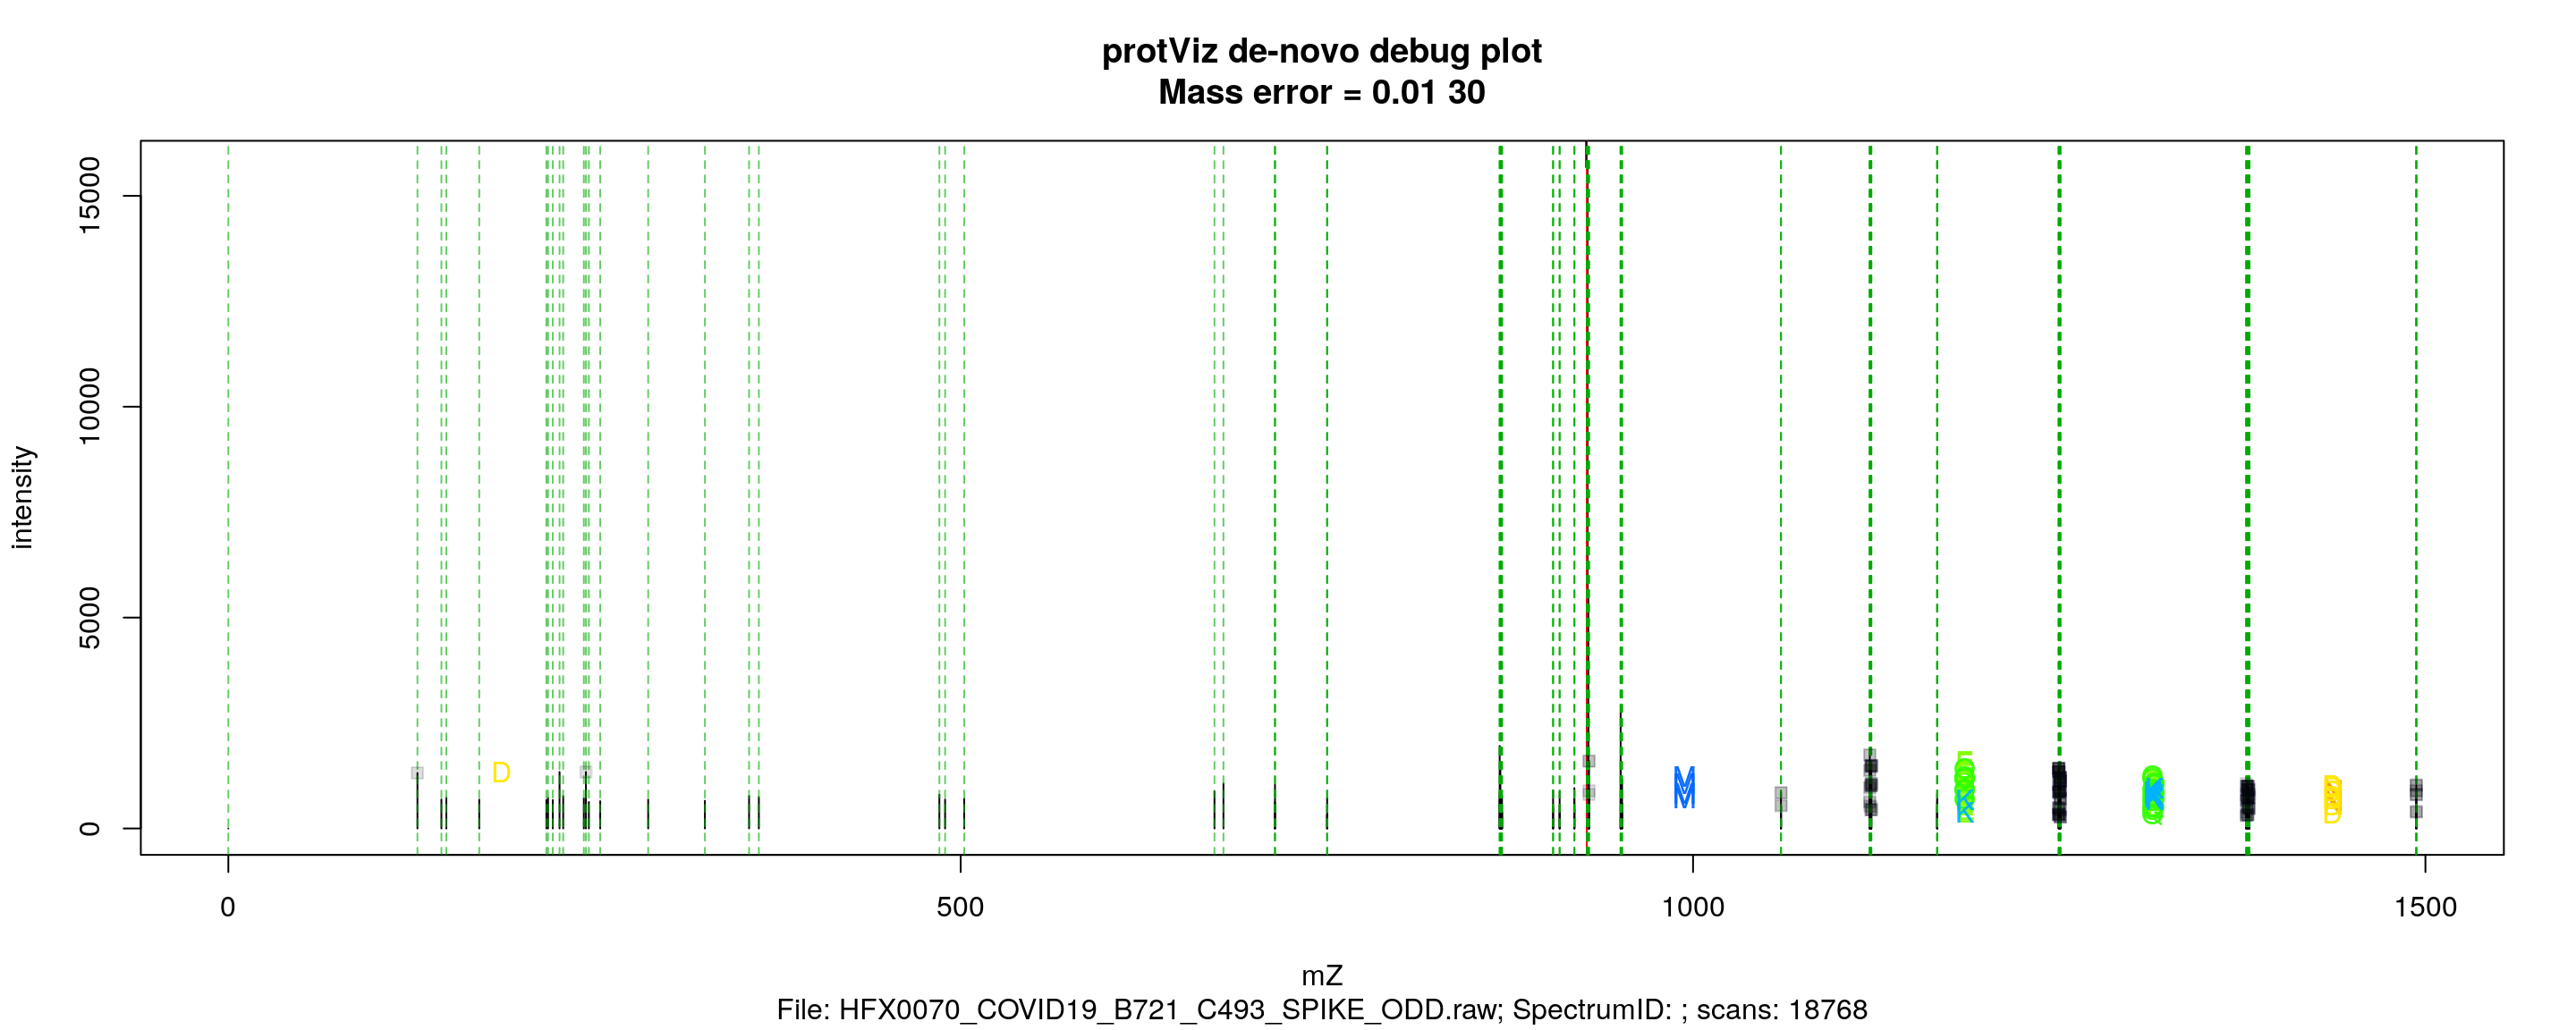 protViz de-novo debug plot
Mass error = 0.01 30
15000
10000
5000
0
intensity
D
M
M
E
K
D
0
500
1000
1500
mZ
File: HFX0070_COVID19_B721_C493_SPIKE_ODD.raw; SpectrumID: ; scans: 18768